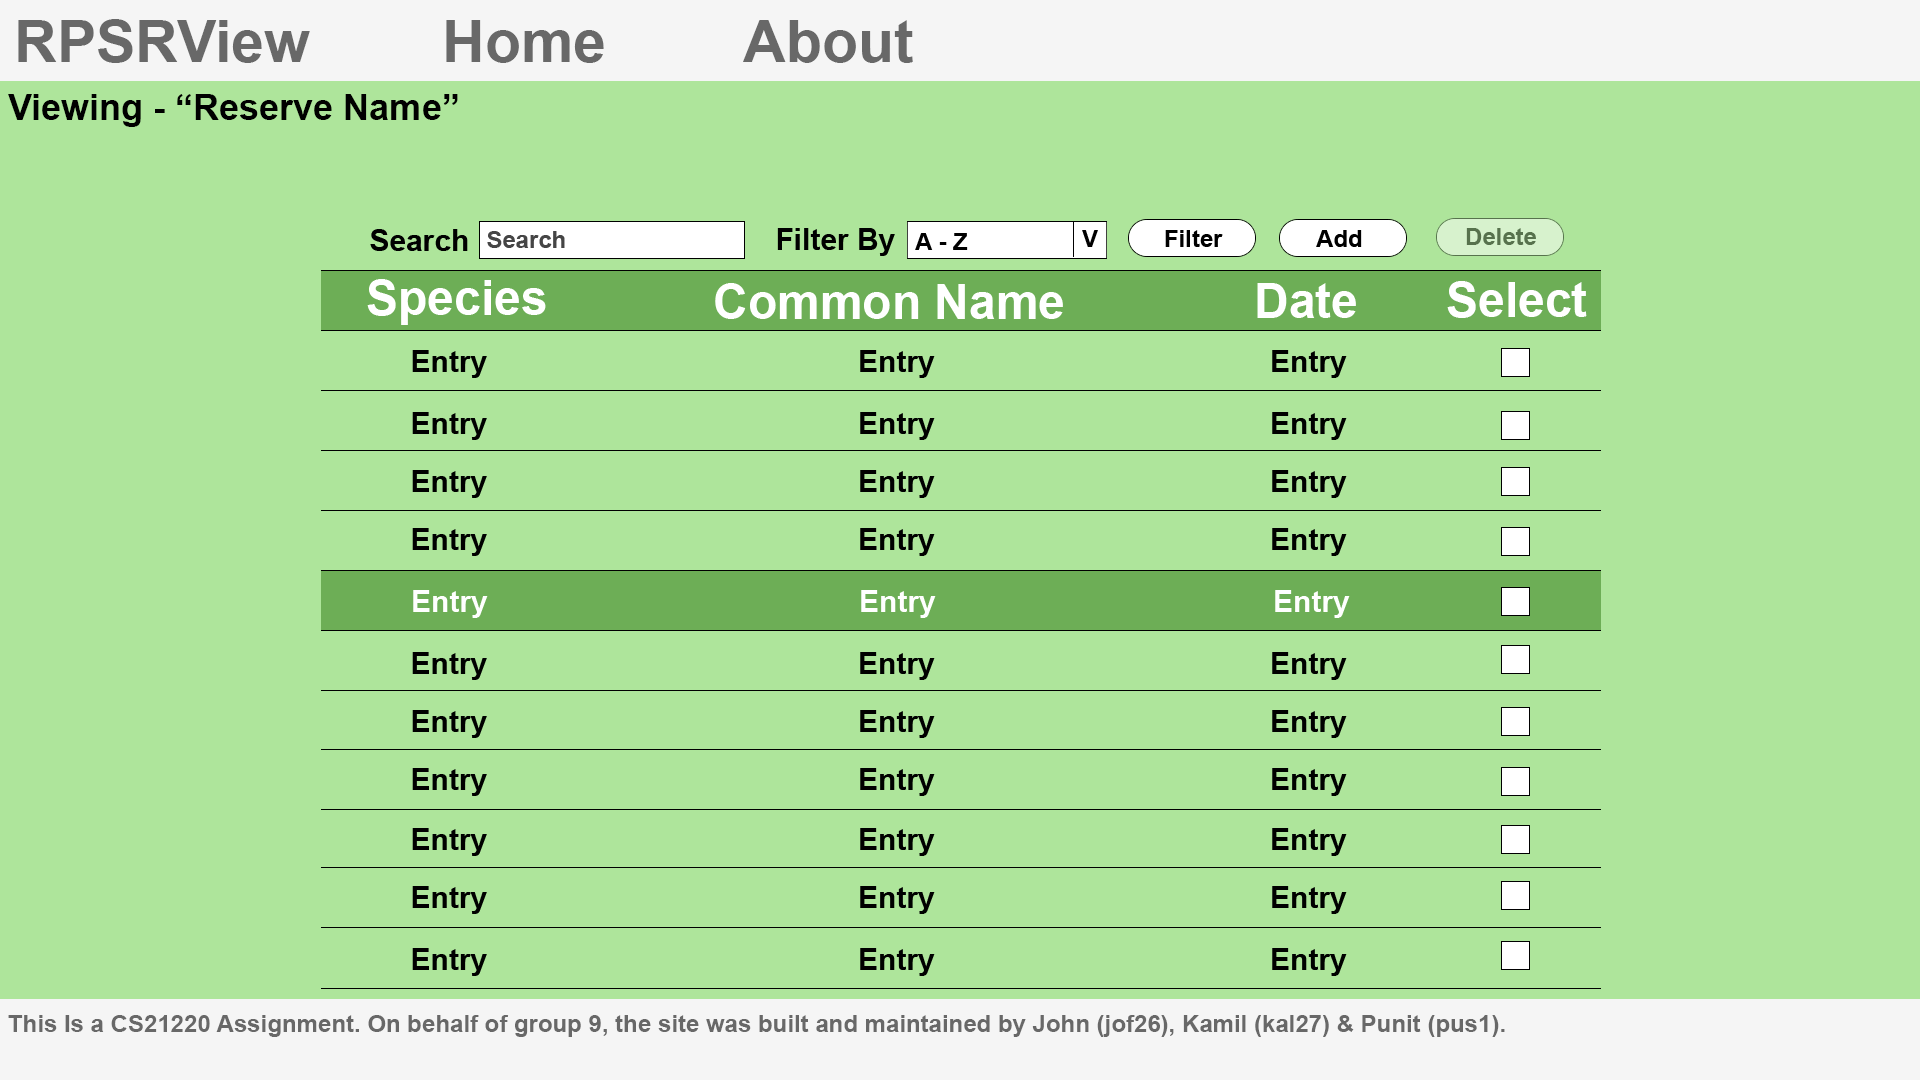 RPSRView Home About
Viewing - “Reserve Name”
Search Search Filter By A - Z V Filter Add Delete
Species Common Name Date Select
Entry Entry Entry
Entry Entry Entry
Entry Entry Entry
Entry Entry Entry
Entry Entry Entry
Entry Entry Entry
Entry Entry Entry
Entry Entry Entry
Entry Entry Entry
Entry Entry Entry
Entry Entry Entry
This Is a CS21220 Assignment. On behalf of group 9, the site was built and maintained by John (jof26), Kamil (kal27) & Punit (pus1).